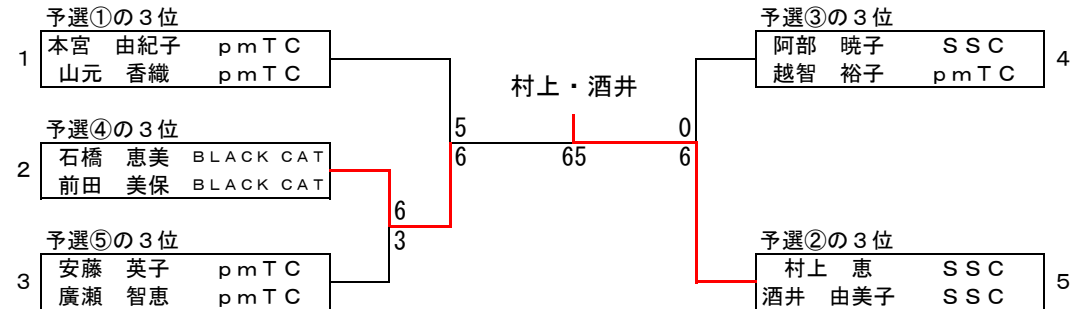 予選①の３位
1 本宮　由紀子　ｐｍＴＣ
山元　香織　ｐｍＴＣ
予選④の３位
2 石橋　恵美　ＢＬＡＣＫ ＣＡＴ
前田　美保　ＢＬＡＣＫ ＣＡＴ
予選⑤の３位
3 安藤　英子　ｐｍＴＣ
廣瀬　智恵　ｐｍＴＣ
6
3
5
6
村上・酒井
65
0
6
予選③の３位
阿部　暁子　ＳＳＣ 4
越智　裕子　ｐｍＴＣ
予選②の３位
村上　恵　ＳＳＣ 5
酒井　由美子　ＳＳＣ